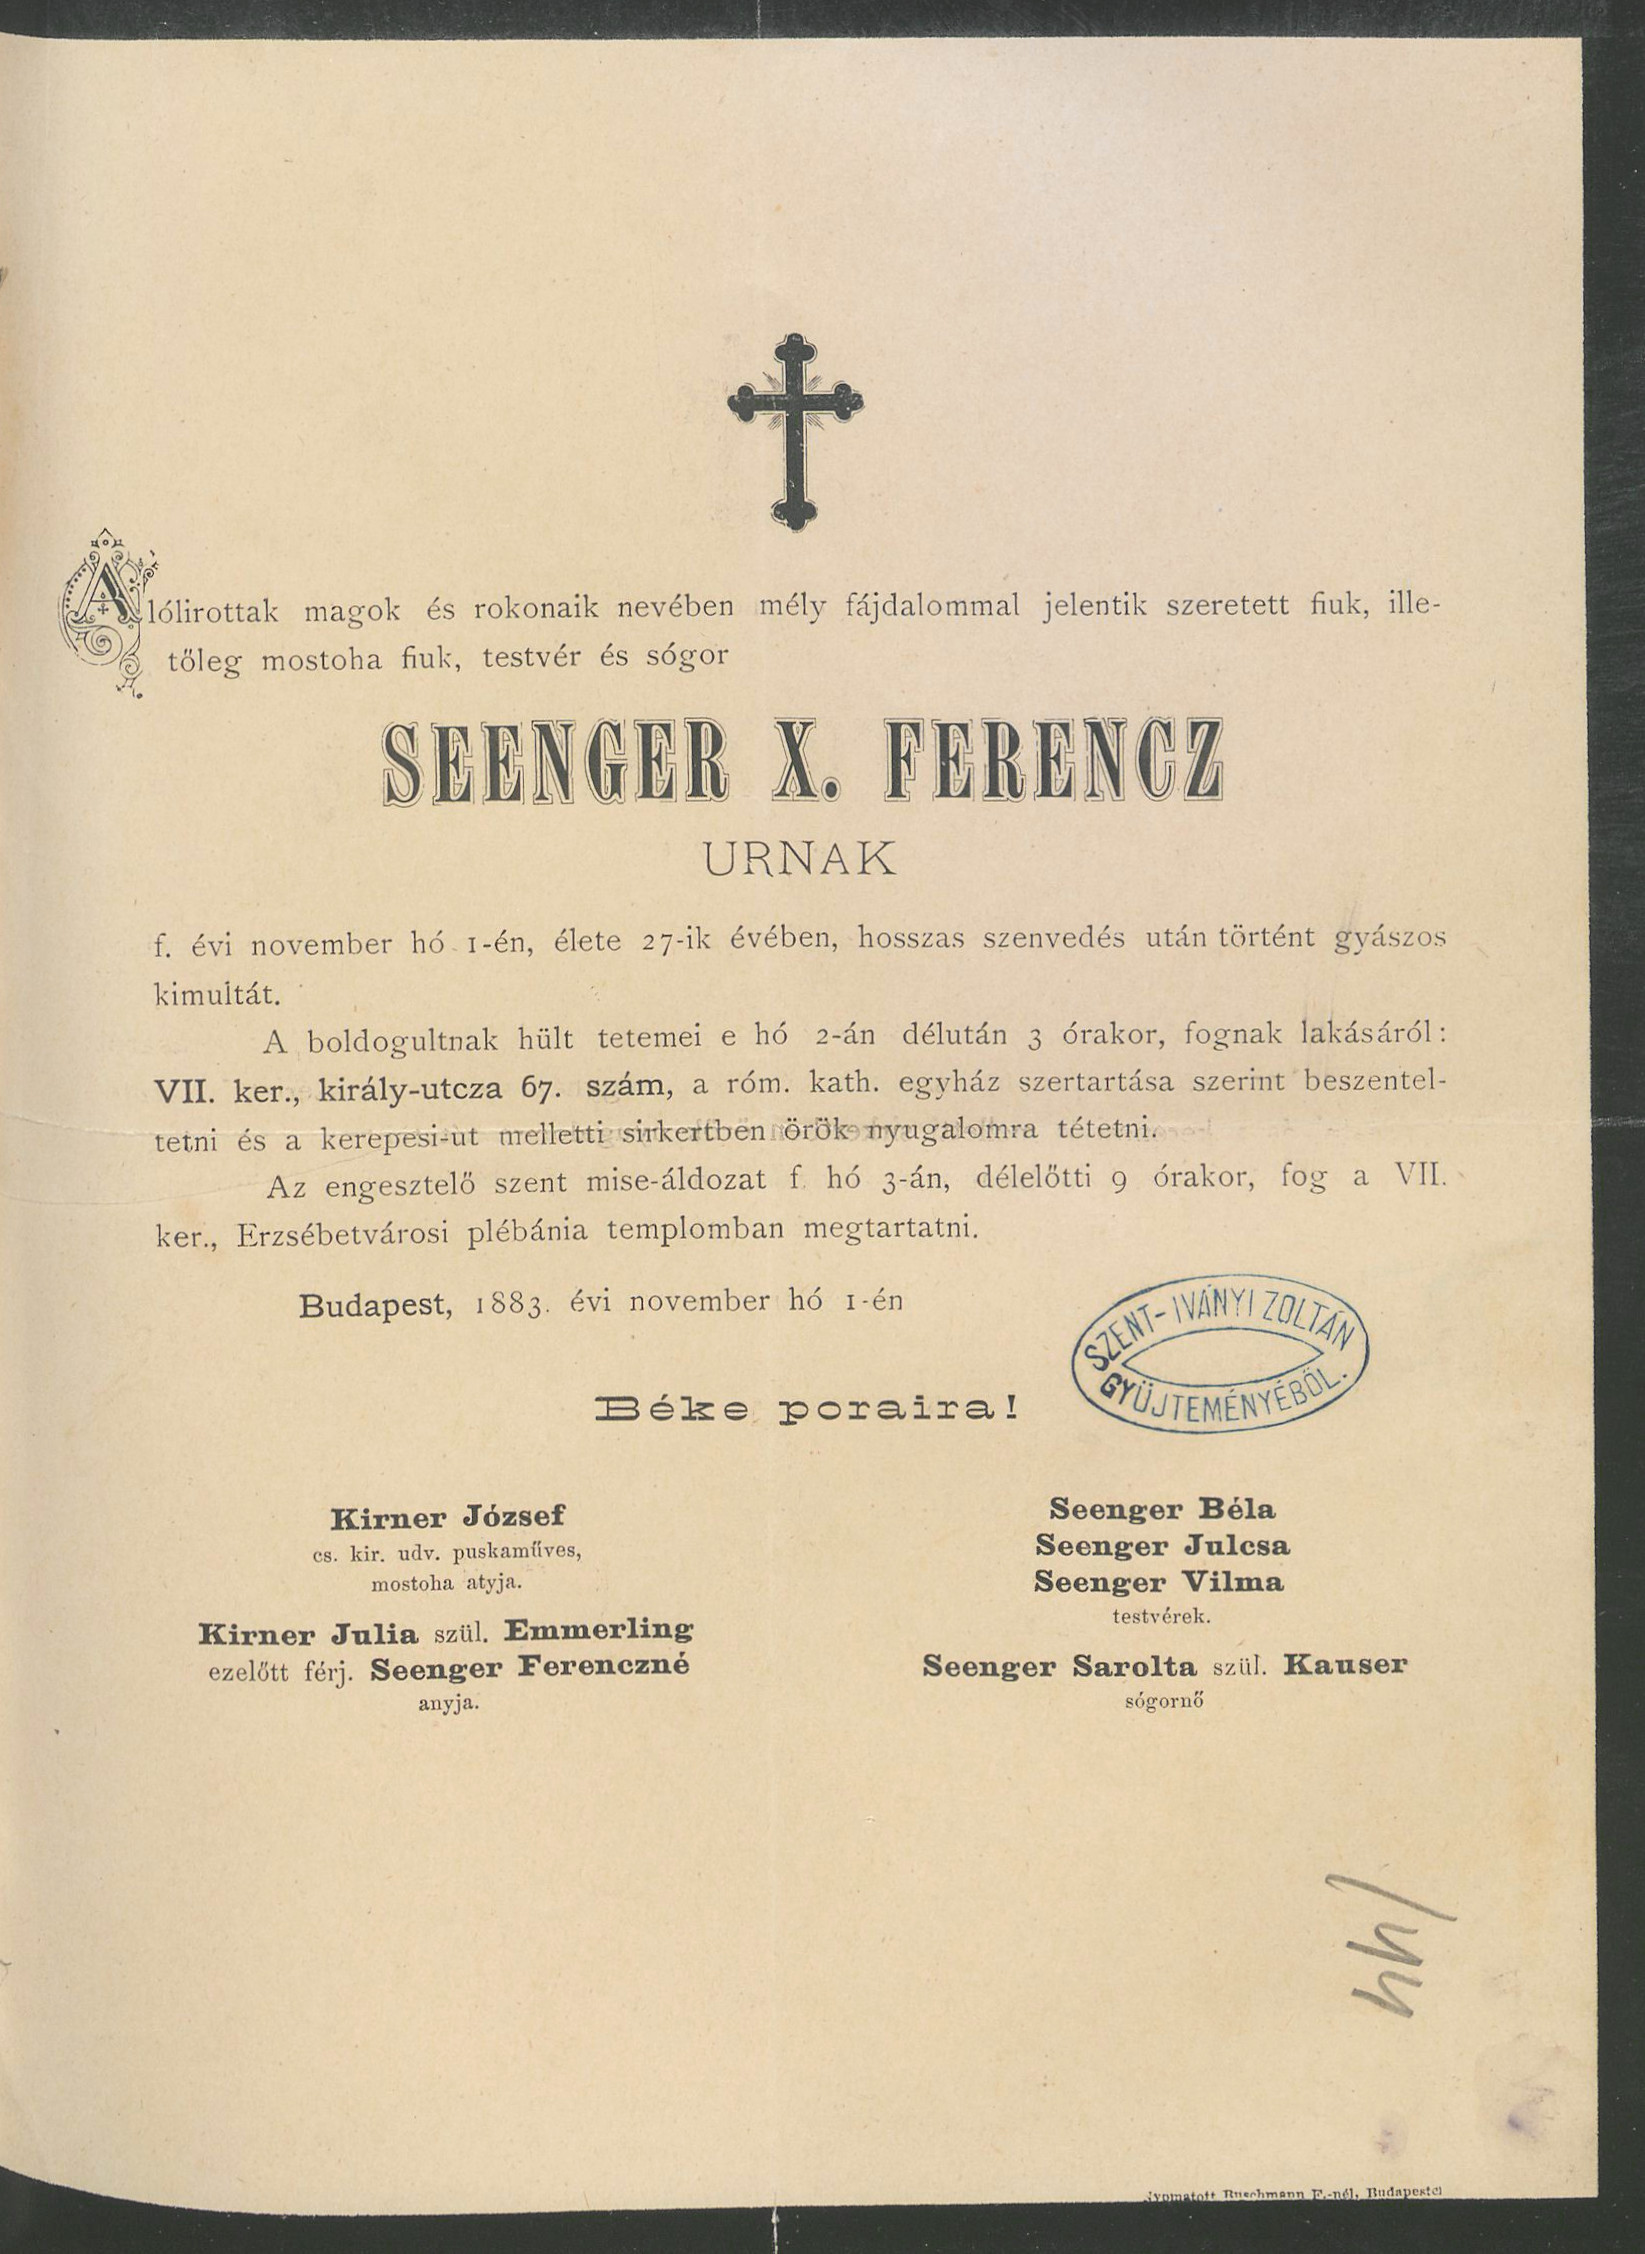 Alólirottak magok és rokonaik nevében mély fájdalommal jelentik szeretett fiuk, ille-
tőleg mostoha fiuk, testvér és sógor
SEENGER X. FERENCZ
URNAK
f. évi november hó 1-én, élete 27-ik évében, hosszas szenvedés után történt gyászos
kimultát.
A boldogultnak hült tetemei e hó 2-án délután 3 órakor, fognak lakásáról:
VII. ker., király-utcza 67. szám, a róm. kath. egyház szertartása szerint beszentel-
tetni és a kerepesi-ut melletti sirkertben örök nyugalomra tétetni.
Az engesztelő szent mise-áldozat f. hó 3-án, délelőtti 9 órakor, fog a VII.
ker., Erzsébetvárosi plébánia templomban megtartatni.
Budapest, 1883. évi november hó 1-én
SZENT-IVÁNYI ZOLTÁN
GYÜJTEMÉNYÉBŐL.
Béke poraira!
Kirner József
cs. kir. udv. puskamíves,
mostoha atyja.
Kirner Julia szül. Emmerling
ezelőtt férj. Seenger Ferenczné
anyja.
Seenger Béla
Seenger Julcsa
Seenger Vilma
testvérek.
Seenger Sarolta szül. Kauser
sógornő
144
Nyomatott Buschmann F.-nél, Budapesten